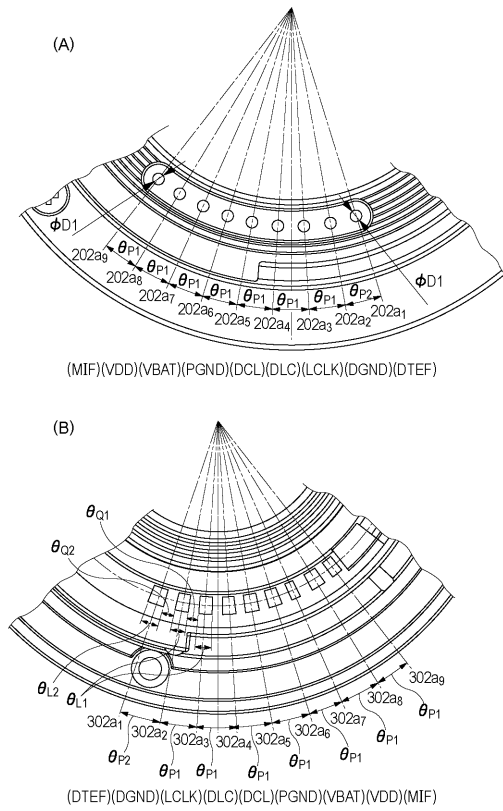 (A)
ϕD1
ϕD1
θP1
θP1
θP1
θP1
θP1
θP1
θP1
θP2
202a9
202a8
202a7
202a6
202a5
202a4
202a3
202a2
202a1
(MIF)(VDD)(VBAT)(PGND)(DCL)(DLC)(LCLK)(DGND)(DTEF)
(B)
θQ1
θQ2
θL2
θL1
302a1
302a2
302a3
302a4
302a5
302a6
302a7
302a8
302a9
θP2
θP1
θP1
θP1
θP1
θP1
θP1
θP1
(DTEF)(DGND)(LCLK)(DLC)(DCL)(PGND)(VBAT)(VDD)(MIF)